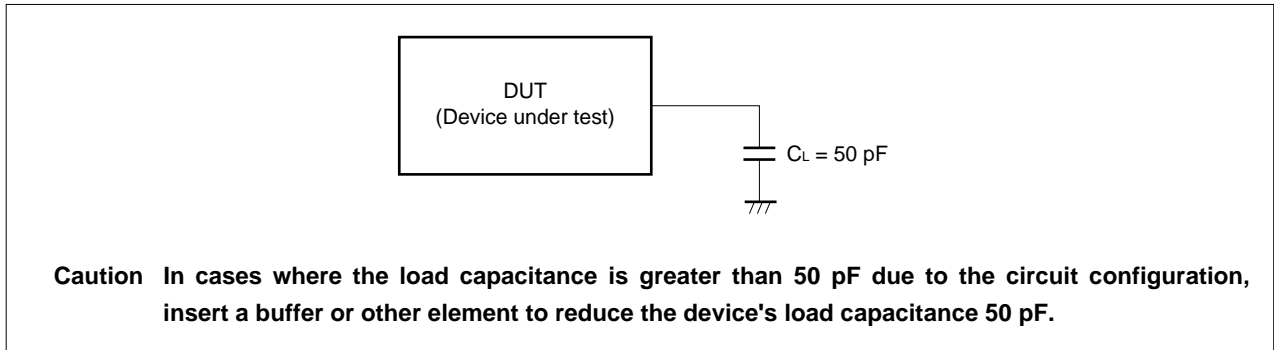 DUT
(Device under test)
CL = 50 pF
Caution In cases where the load capacitance is greater than 50 pF due to the circuit configuration,
insert a buffer or other element to reduce the device's load capacitance 50 pF.